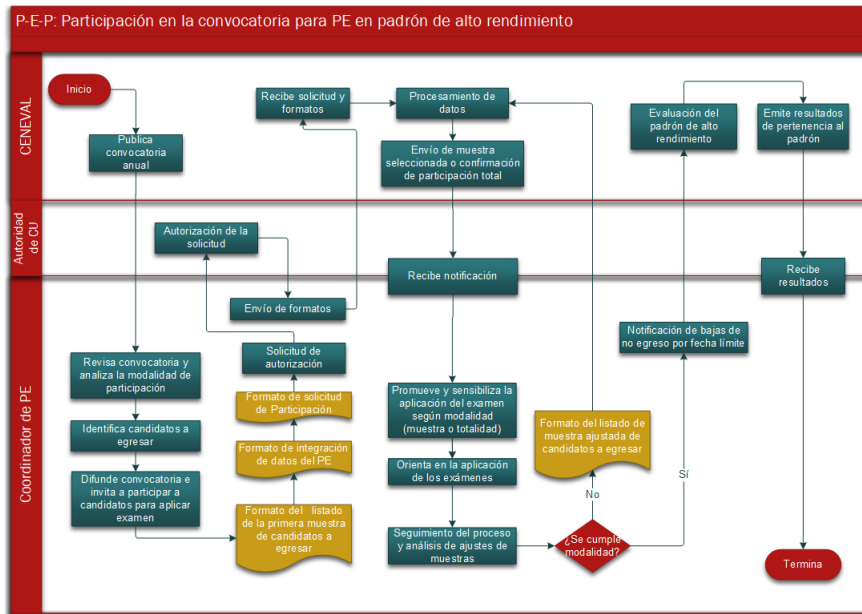 P-E-P: Participación en la convocatoria para PE en padrón de alto rendimiento
CENEVAL
Inicio
Publica
convocatoria
anual
Recibe solicitud y
formatos
Procesamiento de
datos
Envío de muestra
seleccionada o confirmación
de participación total
Evaluación del
padrón de alto
rendimiento
Emite resultados
de pertenencia al
padrón
Autoridad
de CU
Autorización de la
solicitud
Envío de formatos
Recibe notificación
Recibe
resultados
Coordinador de PE
Revisa convocatoria y
analiza la modalidad de
participación
Identifica candidatos a
egresar
Difunde convocatoria e
invita a participar a
candidatos para aplicar
examen
Solicitud de
autorización
Formato de solicitud
de Participación
Formato de integración
de datos del PE
Formato del listado
de la primera muestra
de candidatos a
egresar
Promueve y sensibiliza la
aplicación del examen
según modalidad
(muestra o totalidad)
Orienta en la aplicación
de los exámenes
Seguimiento del proceso
y análisis de ajustes de
muestras
¿Se cumple
modalidad?
No
Sí
Formato del listado de
muestra ajustada de
candidatos a egresar
Notificación de bajas de
no egreso por fecha límite
Termina